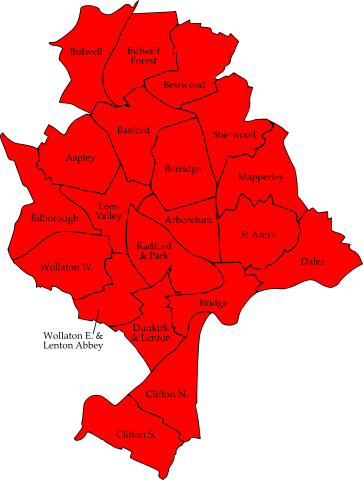 Bulwell
Bulwell
Forest
Bestwood
Basford
Sherwood
Aspley
Berridge
Mapperley
Leen
Valley
Bilborough
Arboretum
St Ann's
Radford
& Park
Dales
Wollaton W.
Bridge
Wollaton E. &
Lenton Abbey
Dunkirk
& Lenton
Clifton N.
Clifton S.